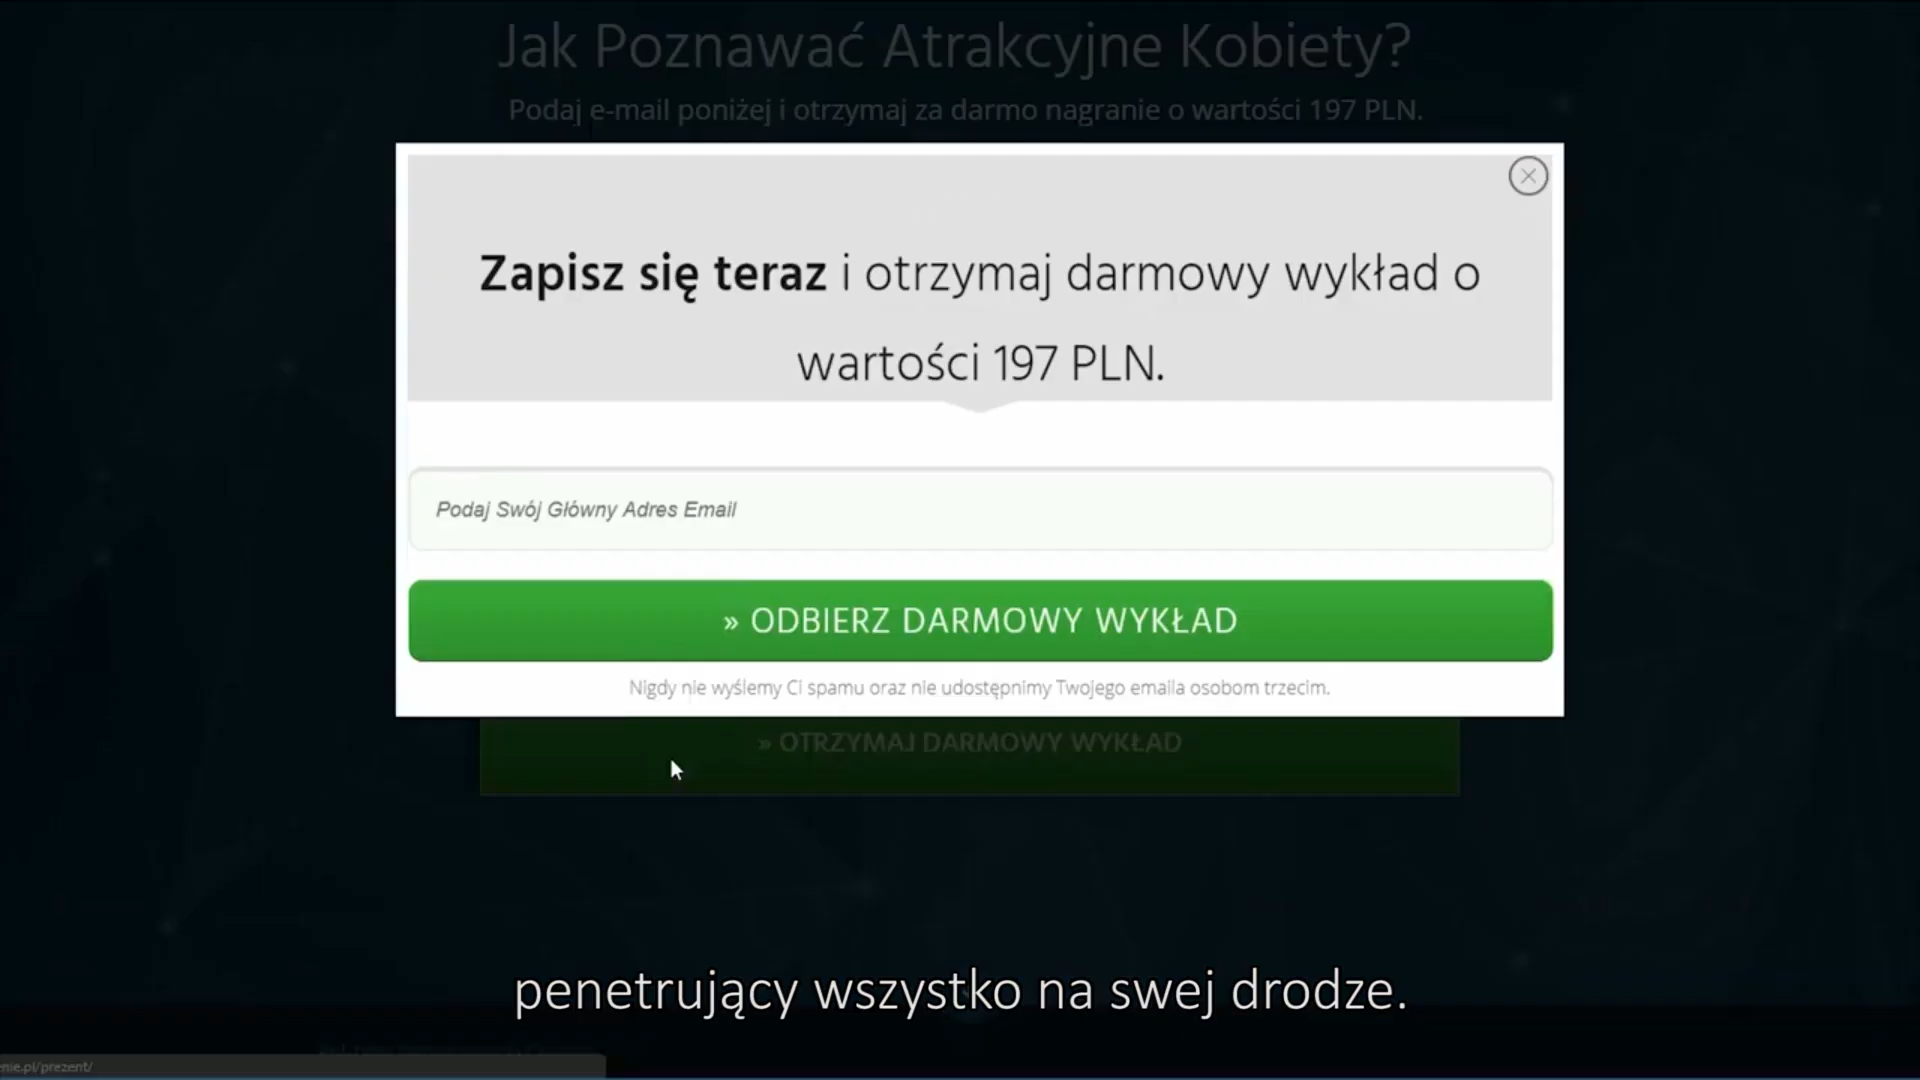 Jak Poznawać Atrakcyjne Kobiety?
Podaj e-mail poniżej i otrzymaj za darmo nagranie o wartości 197 PLN.
Zapisz się teraz i otrzymaj darmowy wykład o
wartości 197 PLN.
Podaj Swój Główny Adres Email
» ODBIERZ DARMOWY WYKŁAD
Nigdy nie wyślemy Ci spamu oraz nie udostępnimy Twojego emaila osobom trzecim.
» OTRZYMAJ DARMOWY WYKŁAD
penetrujący wszystko na swej drodze.
enie.pl/prezent/